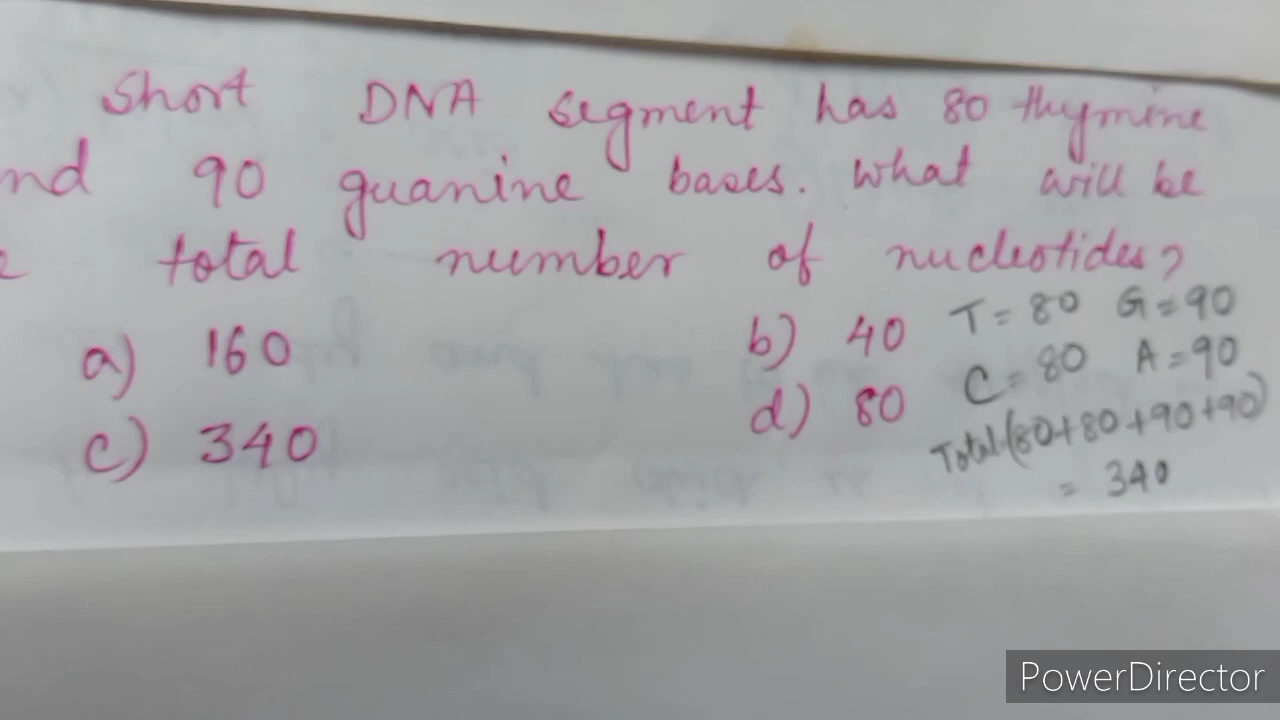 Short DNA segment has 80 thymine
nd 90 guanine bases. What will be
e total number of nucleotides?
a) 160 b) 40
c) 340 d) 80
T = 80 G = 90
C = 80 A = 90
Total (80+80+90+90)
= 340
PowerDirector